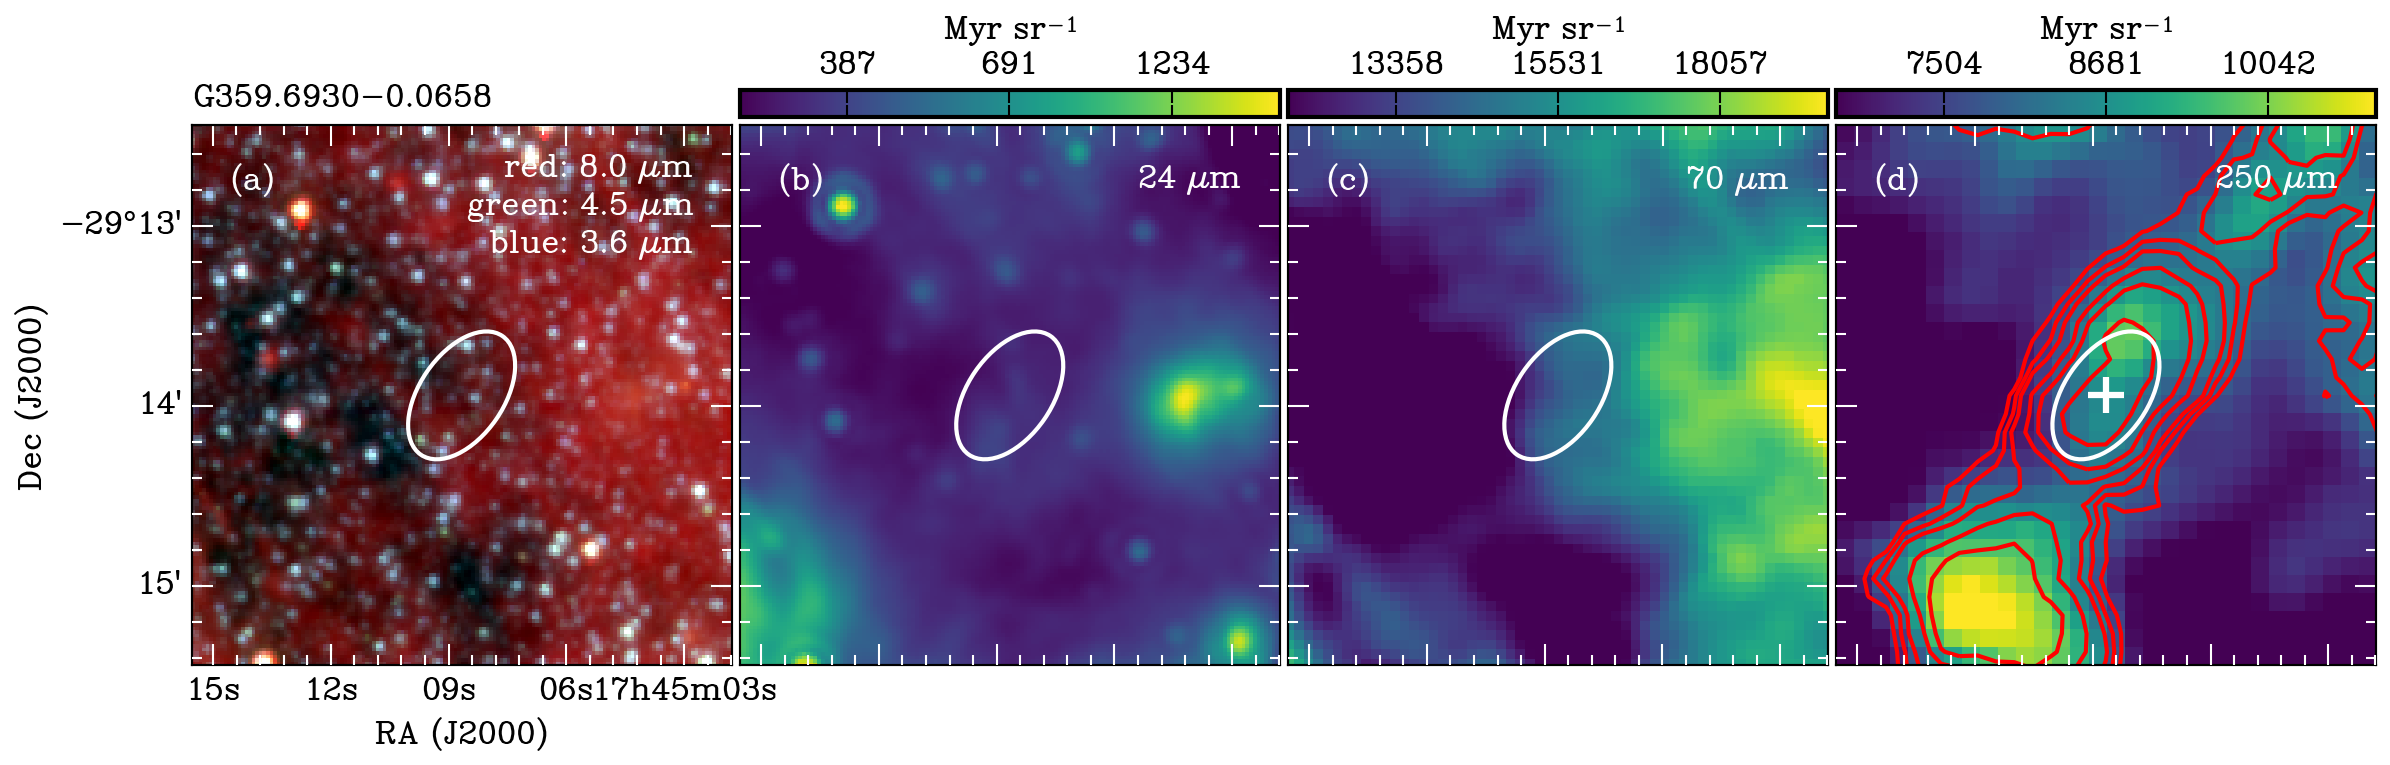 Myr sr⁻¹
387 691 1234
Myr sr⁻¹
13358 15531 18057
Myr sr⁻¹
7504 8681 10042
G359.6930−0.0658
(a)
red: 8.0 μm
green: 4.5 μm
blue: 3.6 μm
(b)
24 μm
(c)
70 μm
(d)
250 μm
−29°13'
14'
15'
Dec (J2000)
15s 12s 09s 06s17h45m03s
RA (J2000)